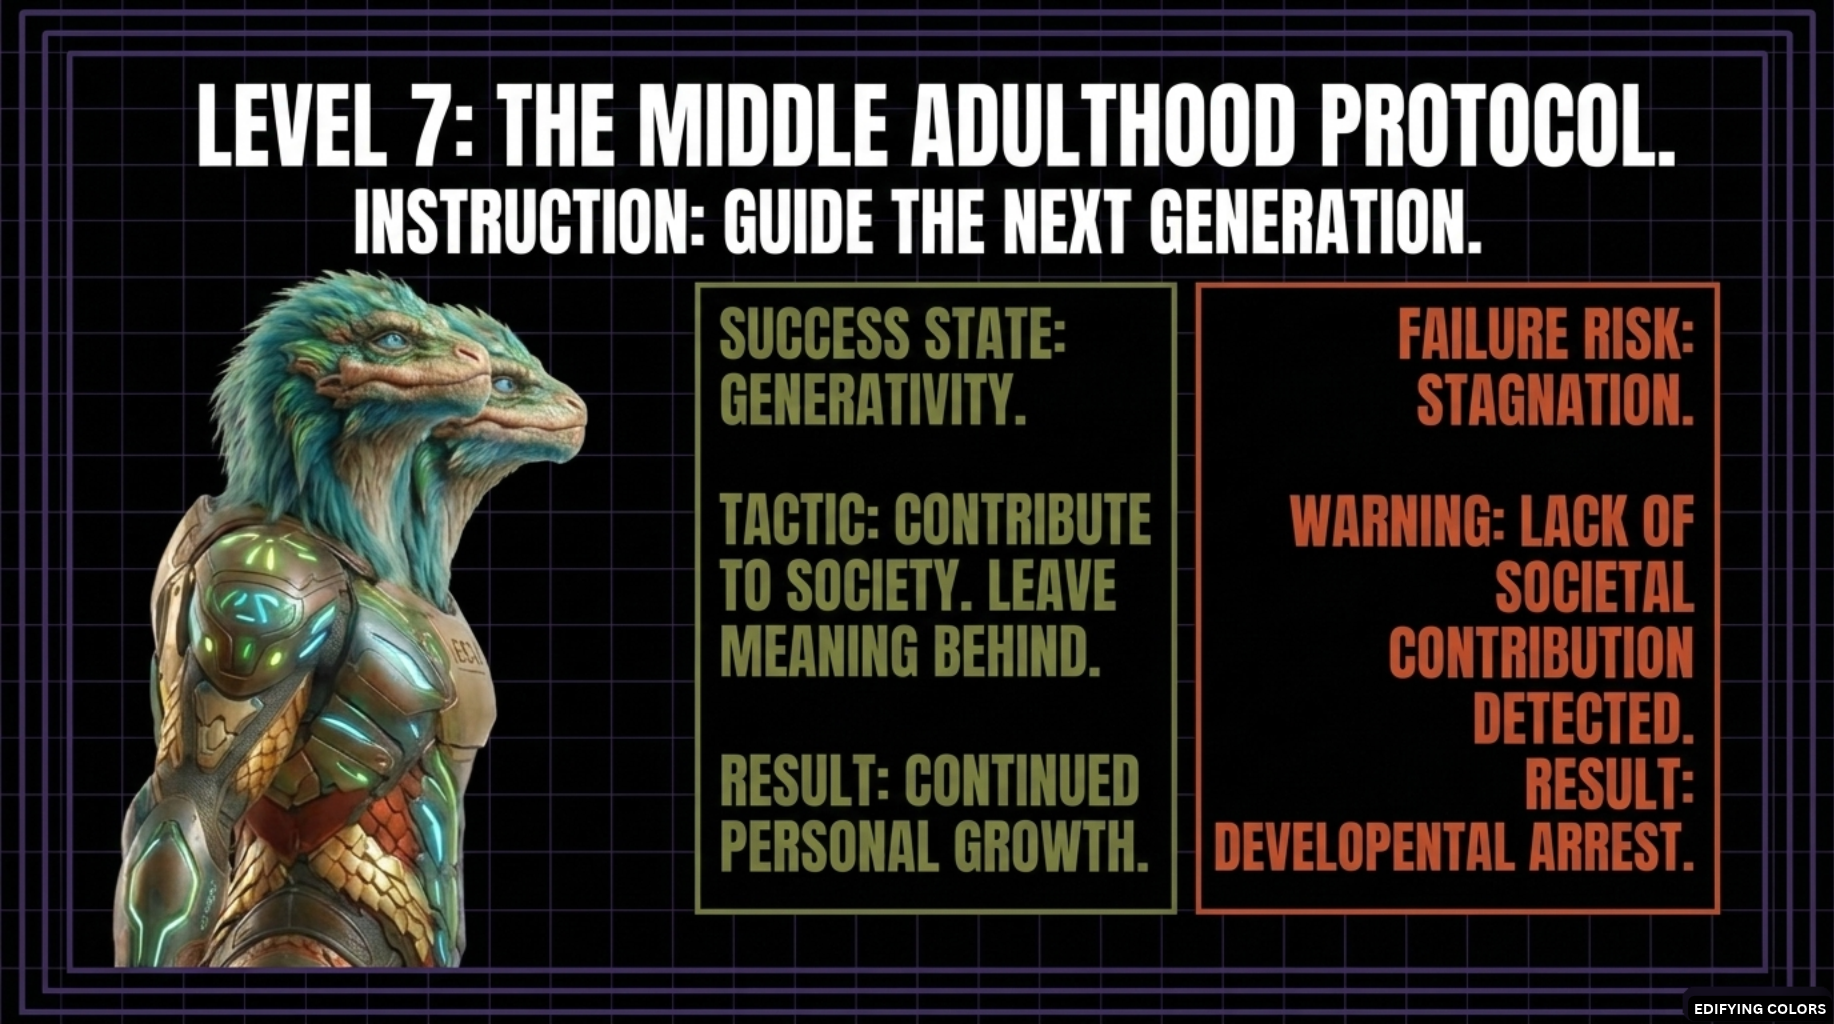 LEVEL 7: THE MIDDLE ADULTHOOD PROTOCOL.
INSTRUCTION: GUIDE THE NEXT GENERATION.
SUCCESS STATE:
GENERATIVITY.
TACTIC: CONTRIBUTE
TO SOCIETY. LEAVE
MEANING BEHIND.
RESULT: CONTINUED
PERSONAL GROWTH.
FAILURE RISK:
STAGNATION.
WARNING: LACK OF
SOCIETAL
CONTRIBUTION
DETECTED.
RESULT:
DEVELOPENTAL ARREST.
EDIFYING COLORS